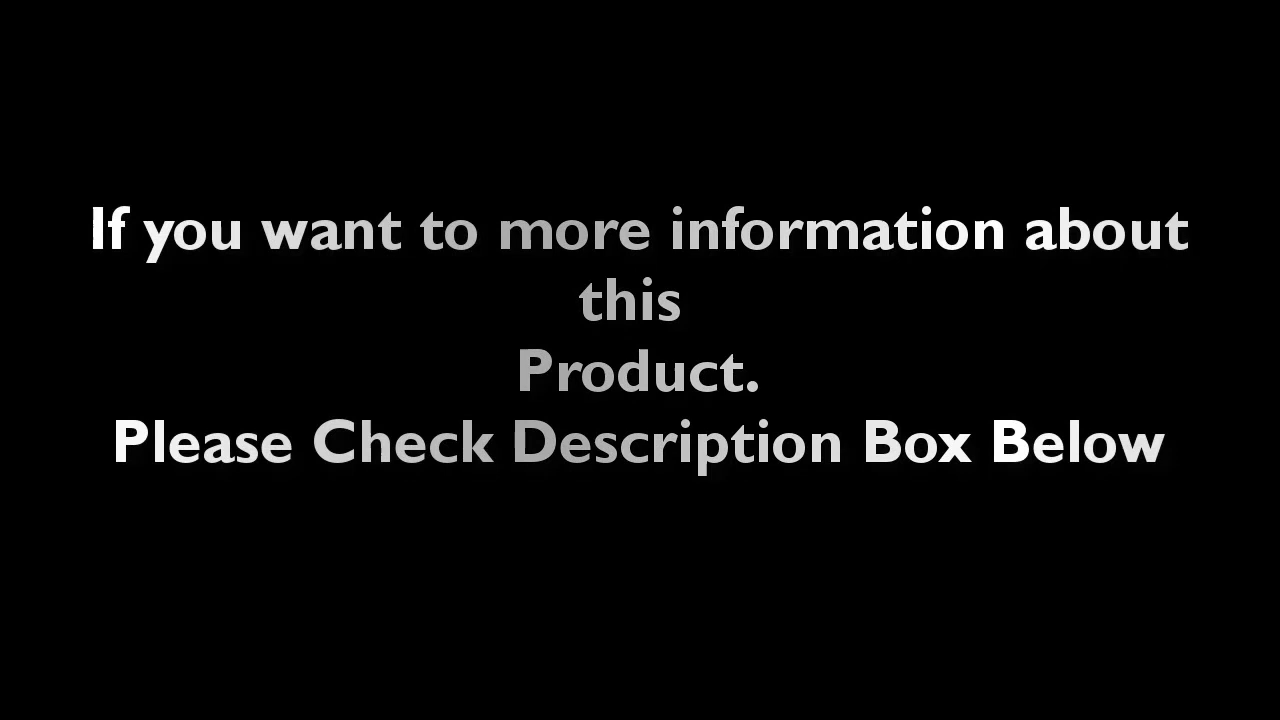 If you want to more information about
this
Product.
Please Check Description Box Below